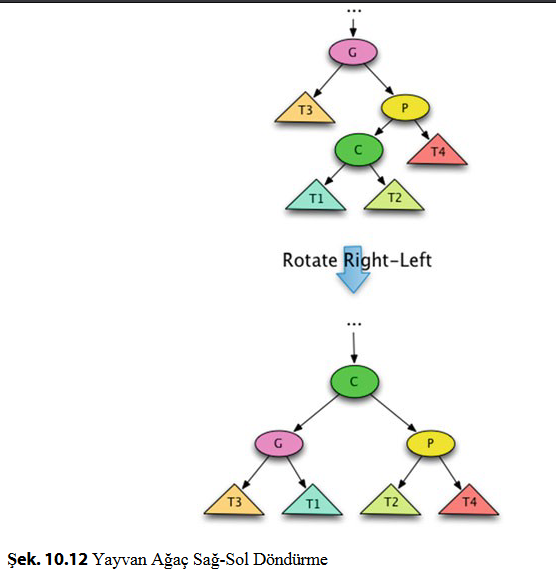 ...
G
T3
P
C
T4
T1
T2
Rotate Right-Left
...
C
G
P
T3
T1
T2
T4
Şek. 10.12 Yayvan Ağaç Sağ-Sol Döndürme